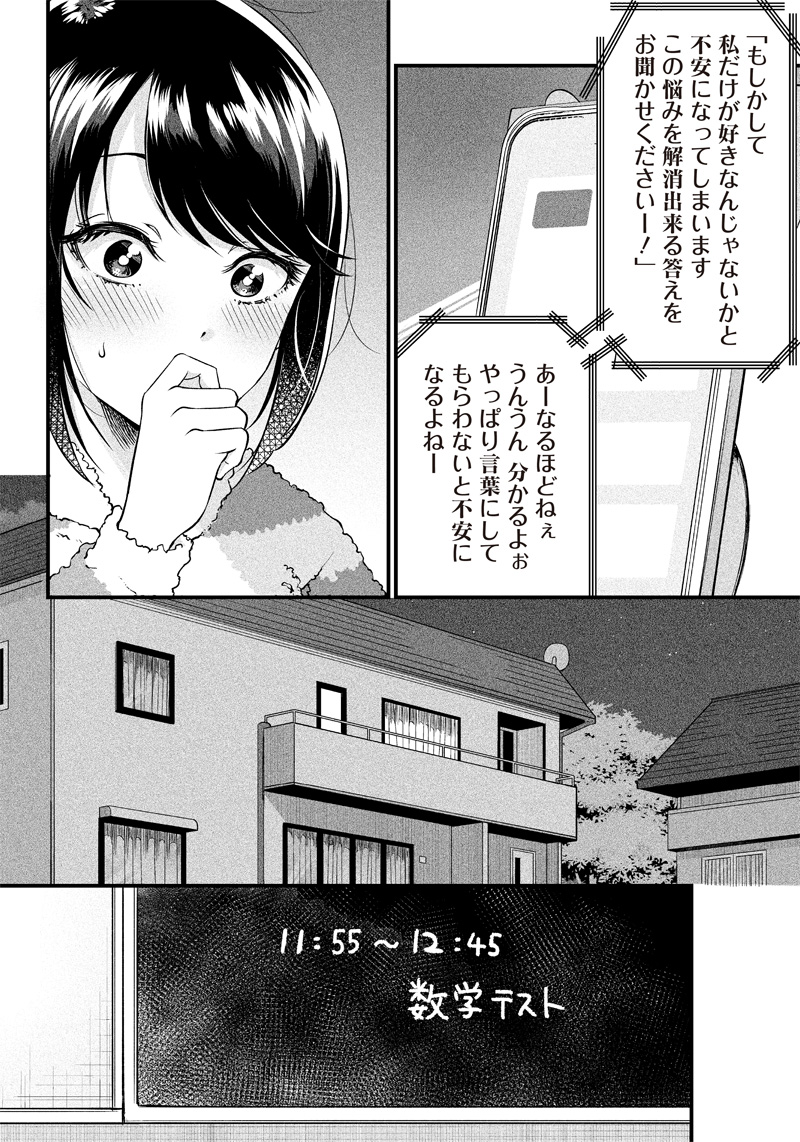 「もしかして
私だけが好きなんじゃないかと
不安になってしまいます
この悩みを解消出来る答えを
お聞かせくださいー！」
あーなるほどねぇ
うんうん 分かるよぉ
やっぱり言葉にして
もらわないと不安に
なるよねー
11:55～12:45
数学テスト